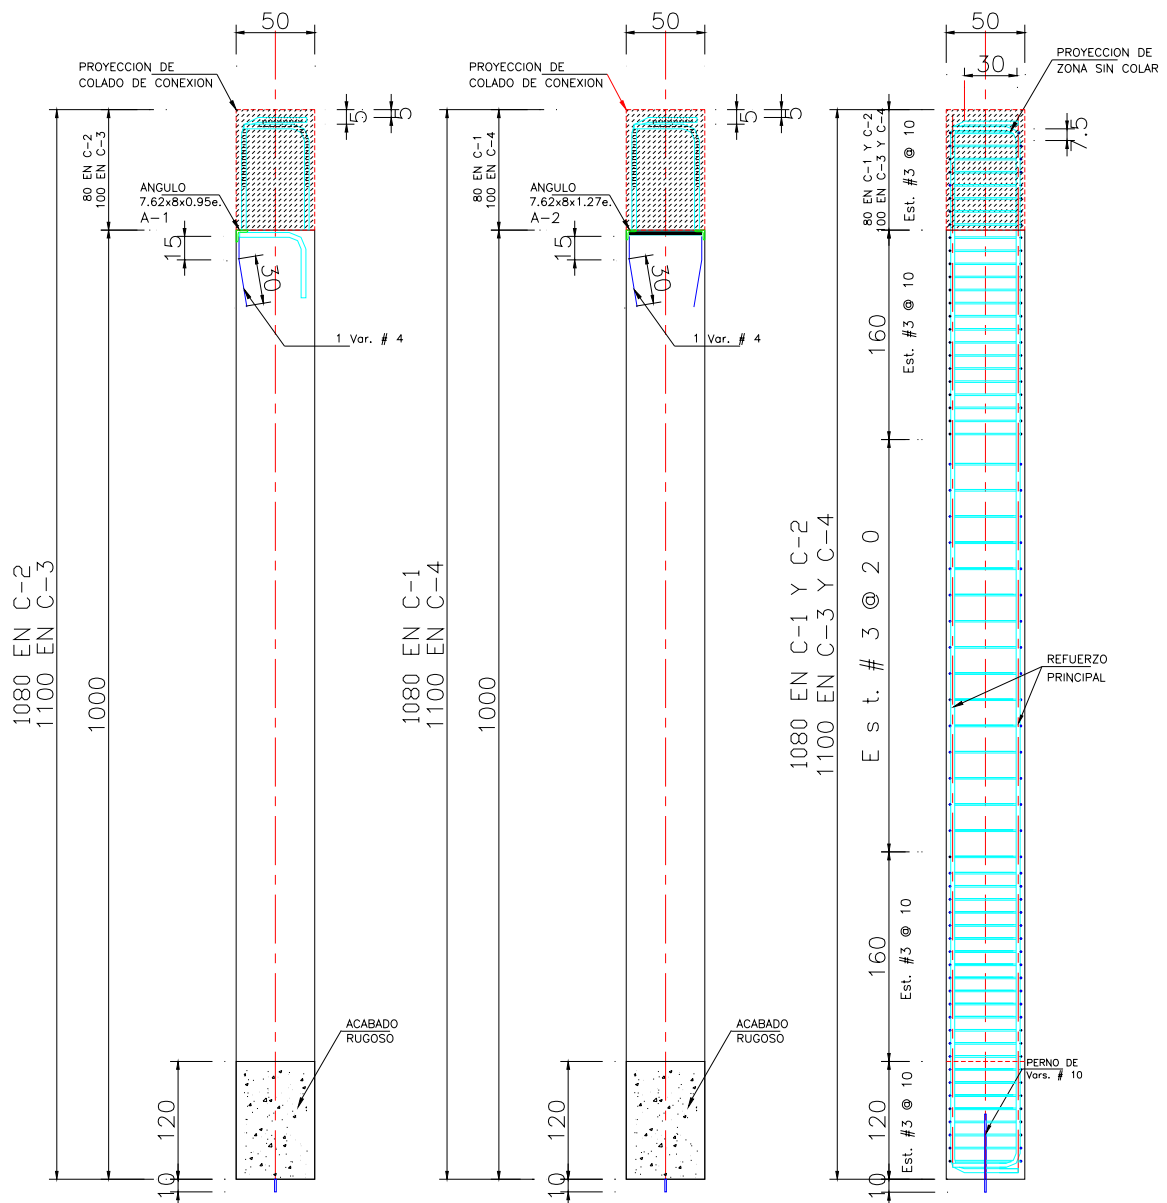 50
PROYECCION DE
COLADO DE CONEXION
5
5
80 EN C-2
100 EN C-3
ANGULO
7.62x8x0.95e.
A-1
15
30
1 Var. # 4
1080 EN C-2
1100 EN C-3
1000
ACABADO
RUGOSO
120
10
50
PROYECCION DE
COLADO DE CONEXION
5
5
80 EN C-1
100 EN C-4
ANGULO
7.62x8x1.27e.
A-2
15
30
1 Var. # 4
1080 EN C-1
1100 EN C-4
1000
ACABADO
RUGOSO
120
10
50
PROYECCION DE
ZONA SIN COLAR
30
7.5
80 EN C-1 Y C-2
100 EN C-3 Y C-4
Est. #3 @ 10
160
Est. #3 @ 10
1080 EN C-1 Y C-2
1100 EN C-3 Y C-4
Est. # 3 @ 20
REFUERZO
PRINCIPAL
160
Est. #3 @ 10
PERNO DE
Vars. # 10
120
Est. #3 @ 10
10